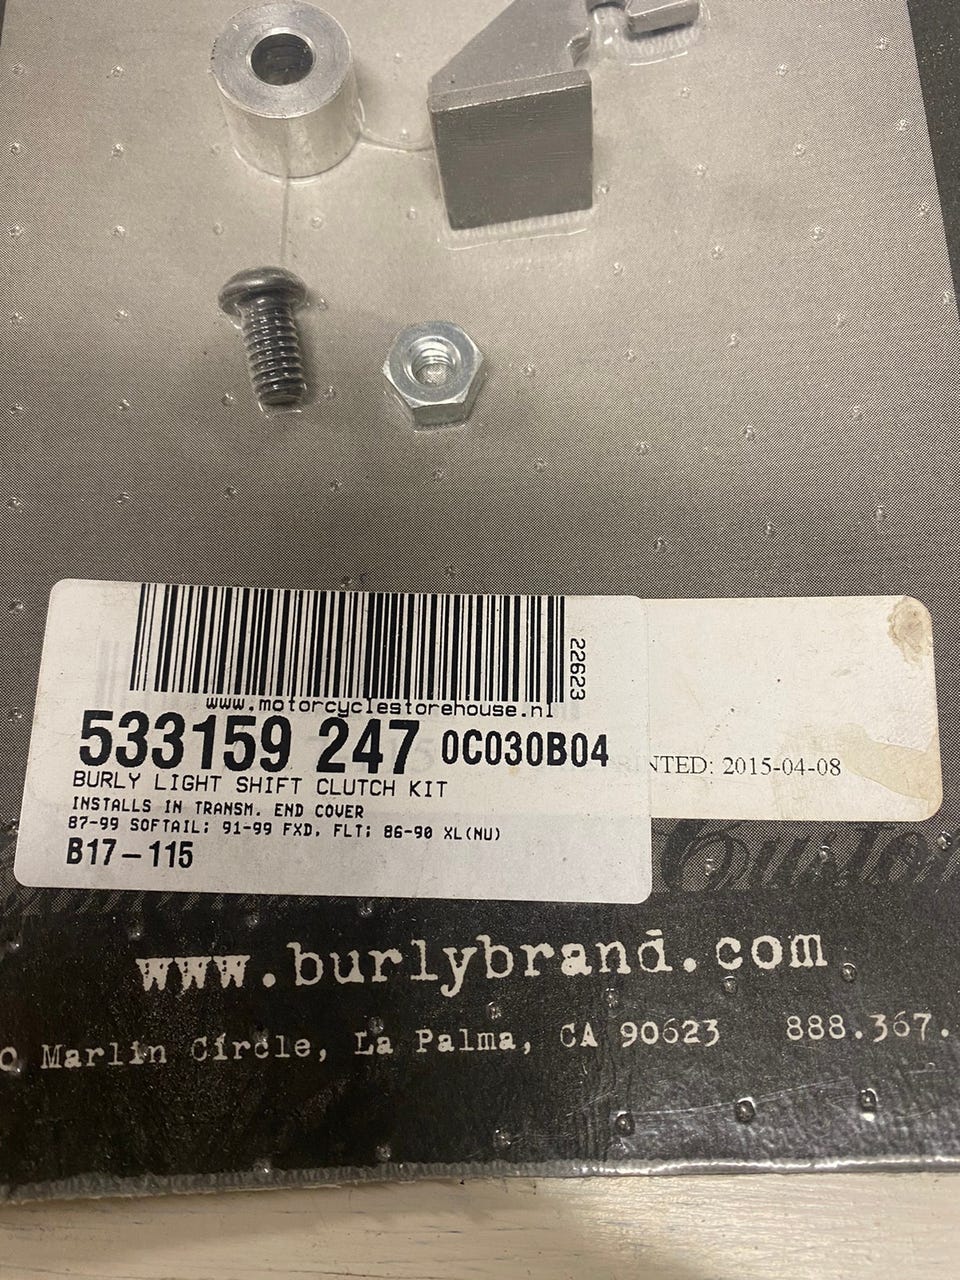 22623
www.motorcyclestorehouse.nl
533159 247 0C030B04
NTED: 2015-04-08
BURLY LIGHT SHIFT CLUTCH KIT
INSTALLS IN TRANSM. END COVER
87-99 SOFTAIL; 91-99 FXD, FLT; 86-90 XL(NU)
B17-115
Custom
www.burlybrand.com
Marlin Circle, La Palma, CA 90623 888.367.